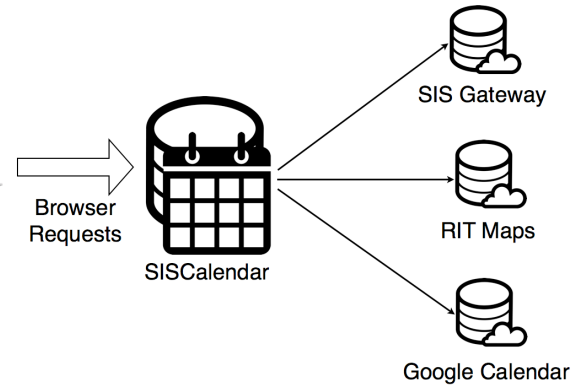 SIS Gateway
Browser
Requests
SISCalendar
RIT Maps
Google Calendar